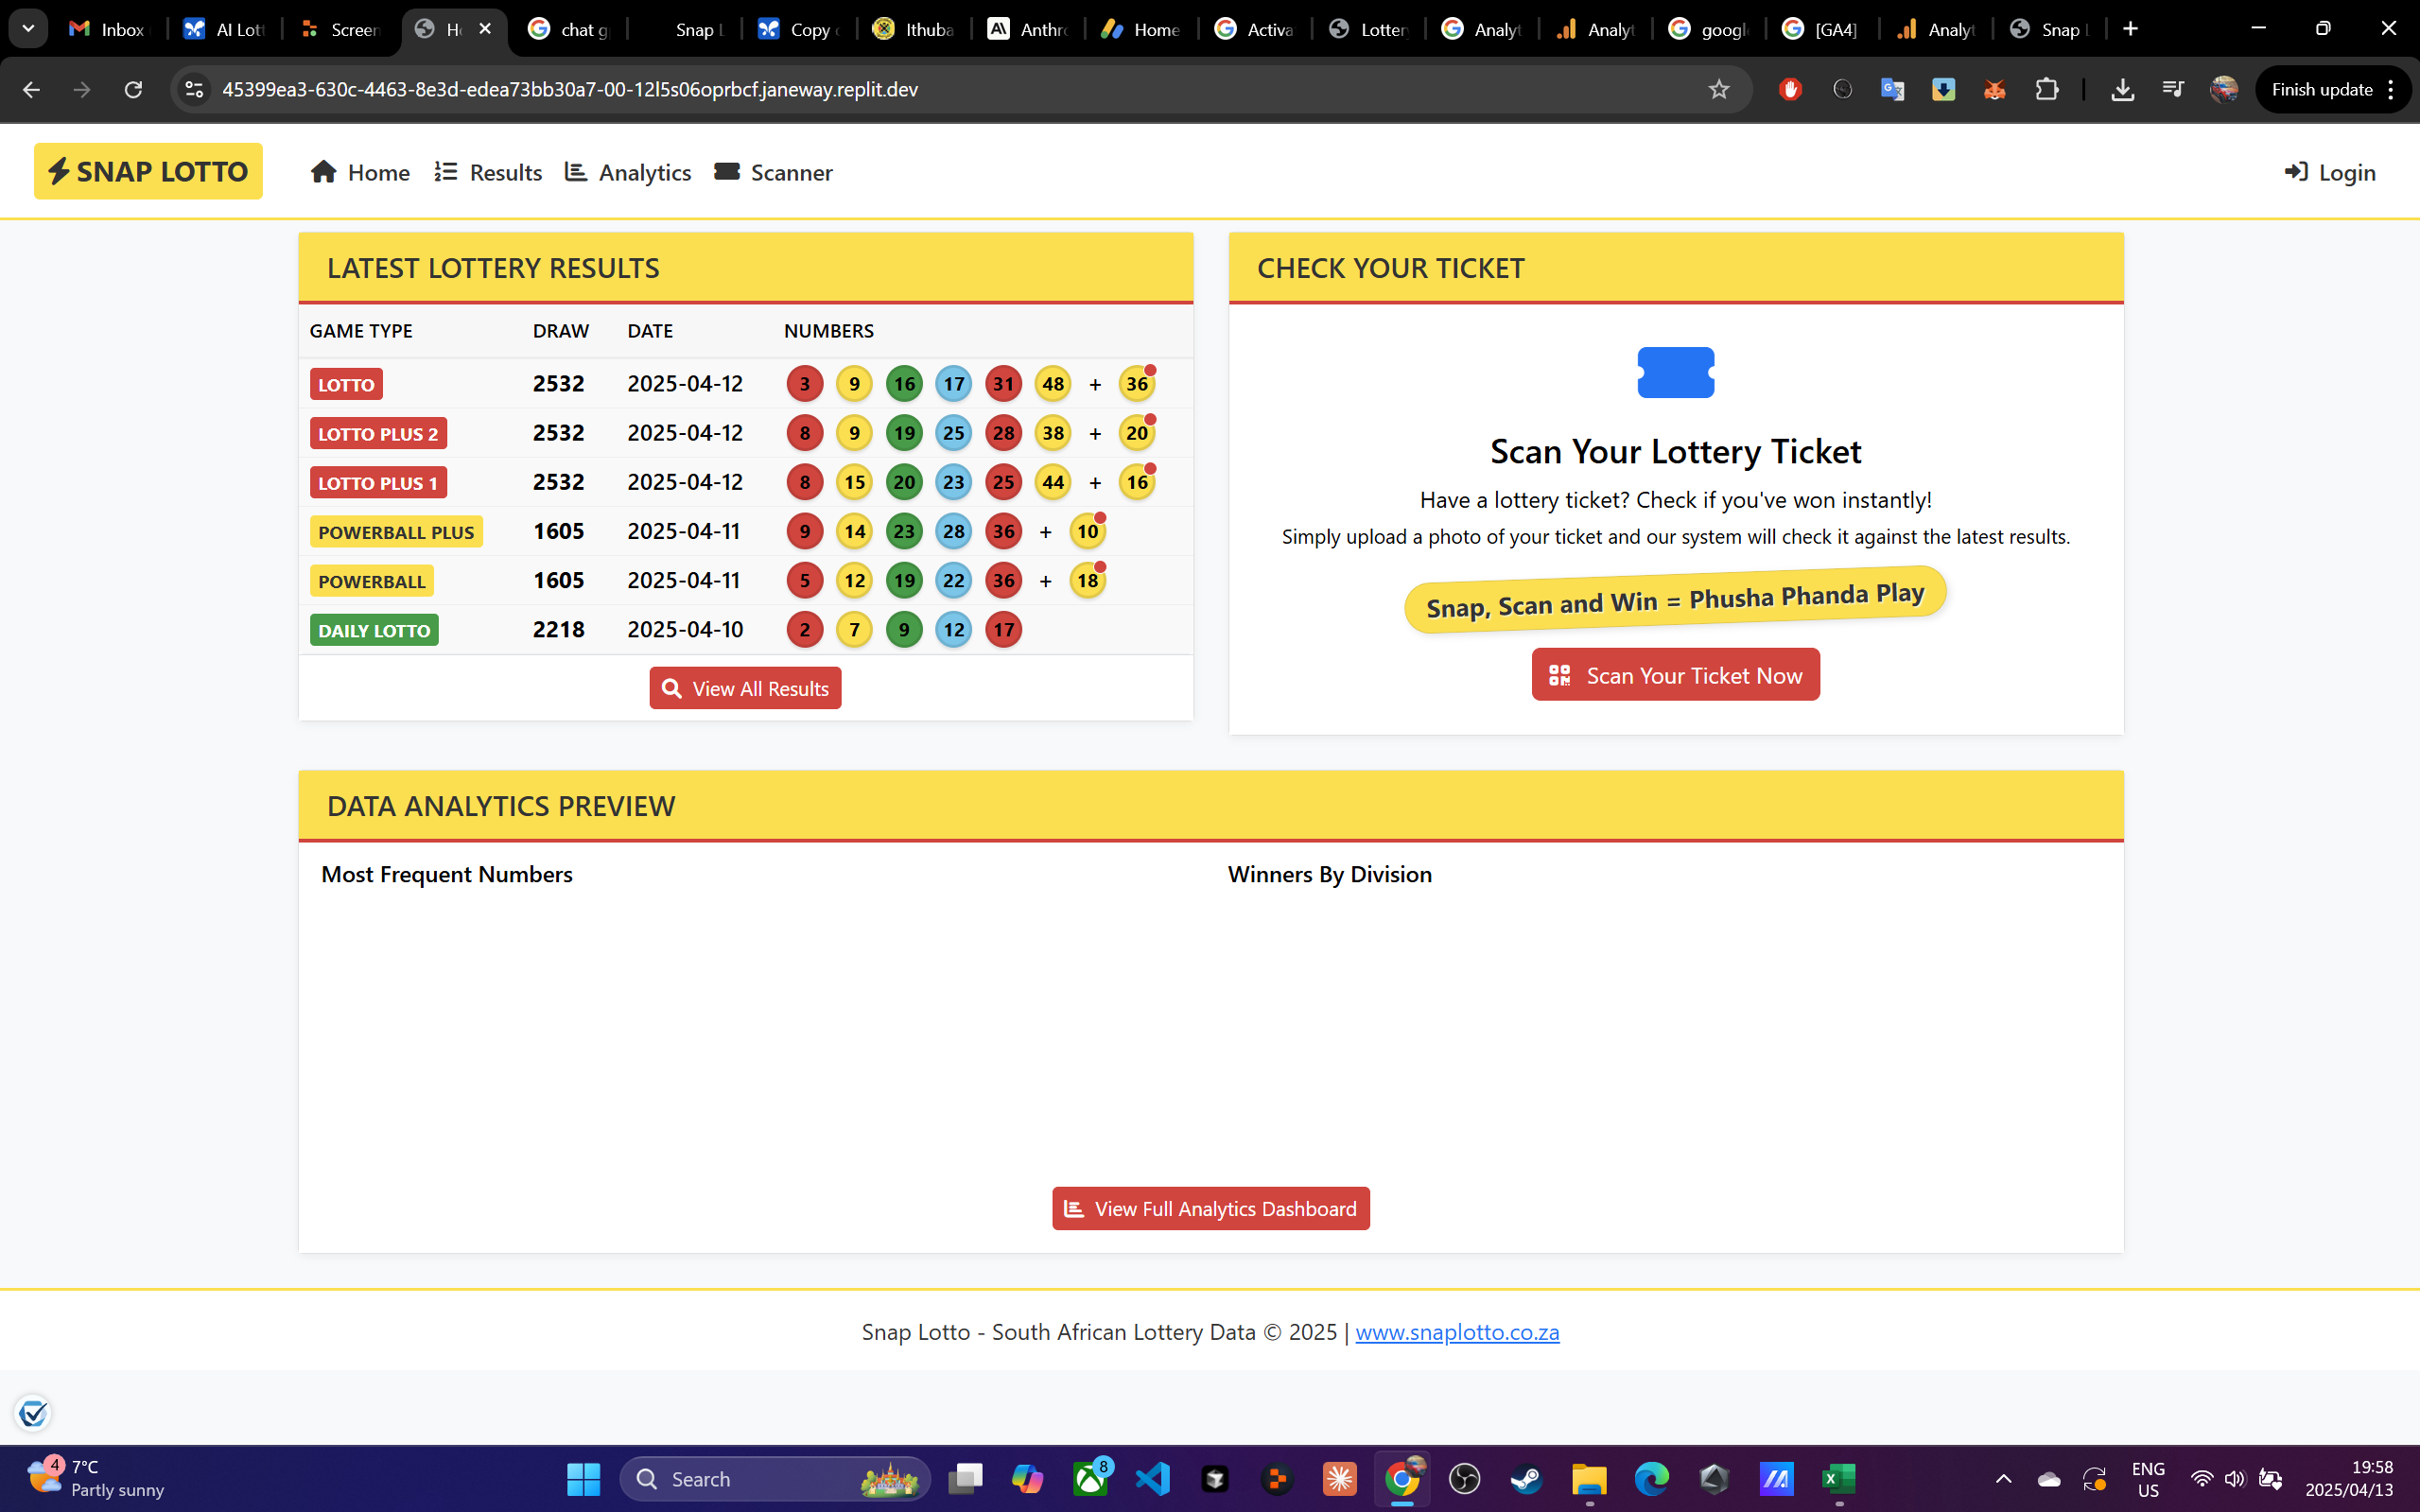 Inbox
AI Lott
Screen
H
chat g
Snap L
Copy
Ithuba
Anthro
Home
Activa
Lotter
Analyt
Analyt
googl
[GA4]
Analyt
Snap
45399ea3-630c-4463-8e3d-edea73bb30a7-00-12l5s06oprbcf.janeway.replit.dev
Finish update
SNAP LOTTO
Home
Results
Analytics
Scanner
Login
LATEST LOTTERY RESULTS
GAME TYPE DRAW DATE NUMBERS
LOTTO 2532 2025-04-12 3 9 16 17 31 48 + 36
LOTTO PLUS 2 2532 2025-04-12 8 9 19 25 28 38 + 20
LOTTO PLUS 1 2532 2025-04-12 8 15 20 23 25 44 + 16
POWERBALL PLUS 1605 2025-04-11 9 14 23 28 36 + 10
POWERBALL 1605 2025-04-11 5 12 19 22 36 + 18
DAILY LOTTO 2218 2025-04-10 2 7 9 12 17
View All Results
CHECK YOUR TICKET
Scan Your Lottery Ticket
Have a lottery ticket? Check if you've won instantly!
Simply upload a photo of your ticket and our system will check it against the latest results.
Snap, Scan and Win = Phusha Phanda Play
Scan Your Ticket Now
DATA ANALYTICS PREVIEW
Most Frequent Numbers
Winners By Division
View Full Analytics Dashboard
Snap Lotto - South African Lottery Data © 2025 | www.snaplotto.co.za
4
7°C
Partly sunny
Search
8
ENG
US
19:58
2025/04/13